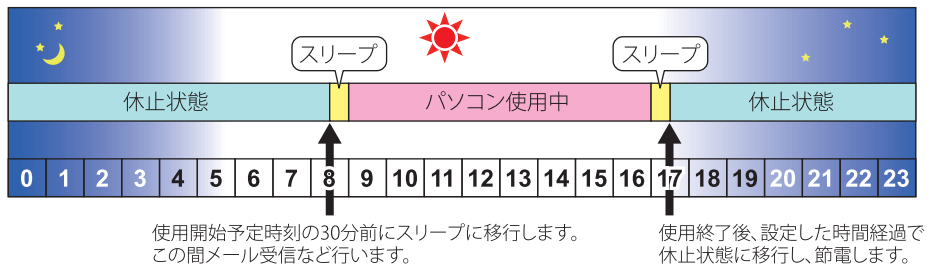 スリープ
スリープ
休止状態
パソコン使用中
休止状態
0 1 2 3 4 5 6 7 8 9 10 11 12 13 14 15 16 17 18 19 20 21 22 23
使用開始予定時刻の30分前にスリープに移行します。
この間メール受信など行います。
使用終了後、設定した時間経過で
休止状態に移行し、節電します。